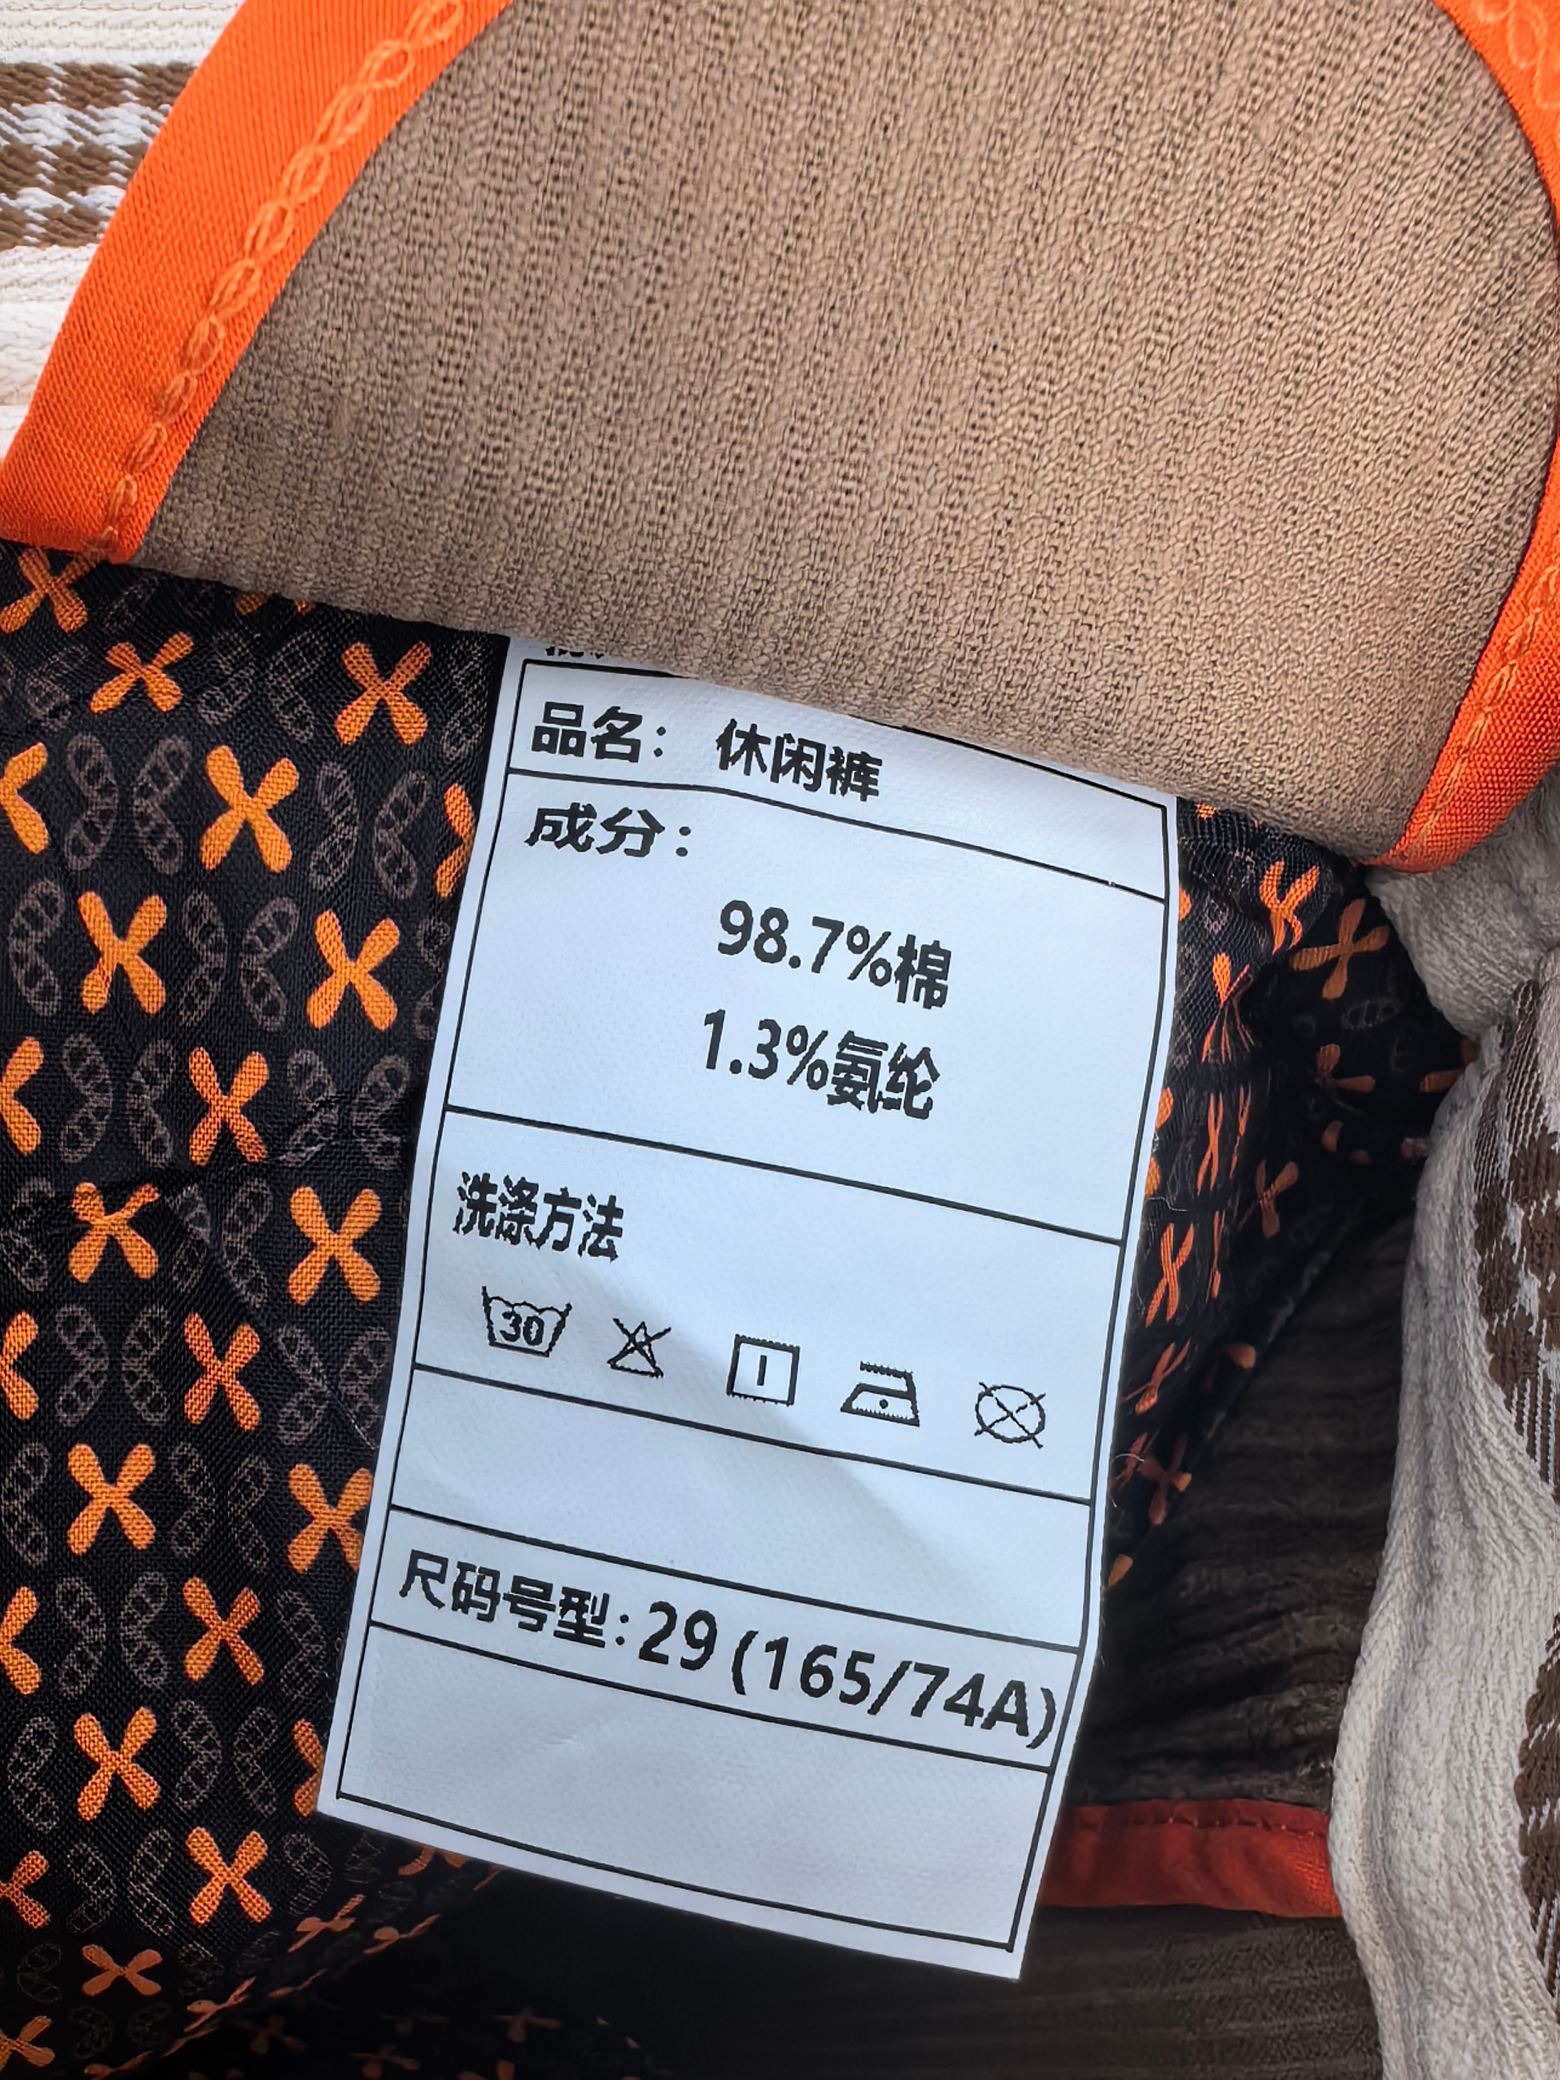 品名： 休闲裤
成分：
98.7%棉
1.3%氨纶
洗涤方法
30
尺码号型：29 (165/74A)